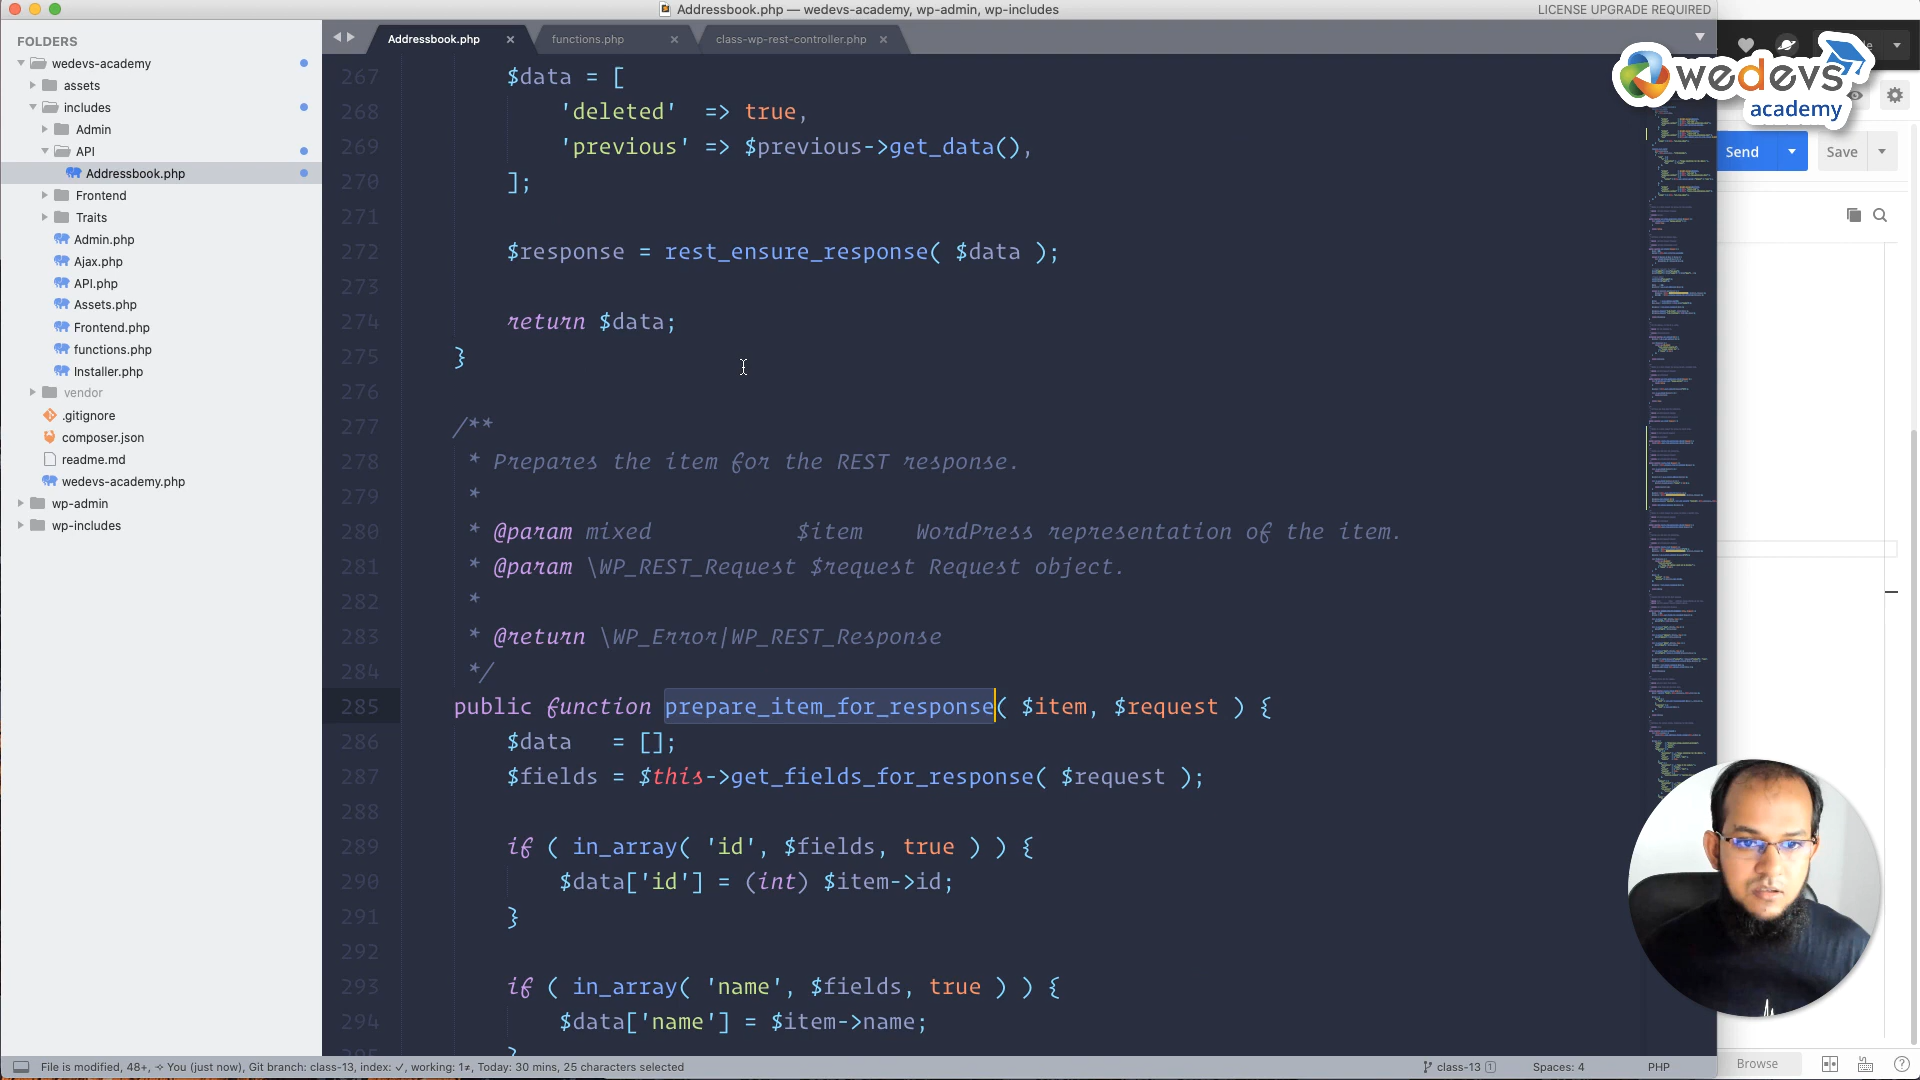 Addressbook.php — wedevs-academy, wp-admin, wp-includes
LICENSE UPGRADE REQUIRED
FOLDERS
wedevs-academy
assets
includes
Admin
API
Addressbook.php
Frontend
Traits
Admin.php
Ajax.php
API.php
Assets.php
Frontend.php
functions.php
Installer.php
vendor
.gitignore
composer.json
readme.md
wedevs-academy.php
wp-admin
wp-includes
Addressbook.php
functions.php
class-wp-rest-controller.php
267 $data = [
268 'deleted' => true,
269 'previous' => $previous->get_data(),
270 ];
271
272 $response = rest_ensure_response( $data );
273
274 return $data;
275 }
276
277 /**
278 * Prepares the item for the REST response.
279 *
280 * @param mixed $item WordPress representation of the item.
281 * @param \WP_REST_Request $request Request object.
282 *
283 * @return \WP_Error|WP_REST_Response
284 */
285 public function prepare_item_for_response( $item, $request ) {
286 $data = [];
287 $fields = $this->get_fields_for_response( $request );
288
289 if ( in_array( 'id', $fields, true ) ) {
290 $data['id'] = (int) $item->id;
291 }
292
293 if ( in_array( 'name', $fields, true ) ) {
294 $data['name'] = $item->name;
wedevs
academy
Send
Save
Browse
File is modified, 48+, ✧ You (just now), Git branch: class-13, index: ✓, working: 1≠, Today: 30 mins, 25 characters selected
class-13 1
Spaces: 4
PHP